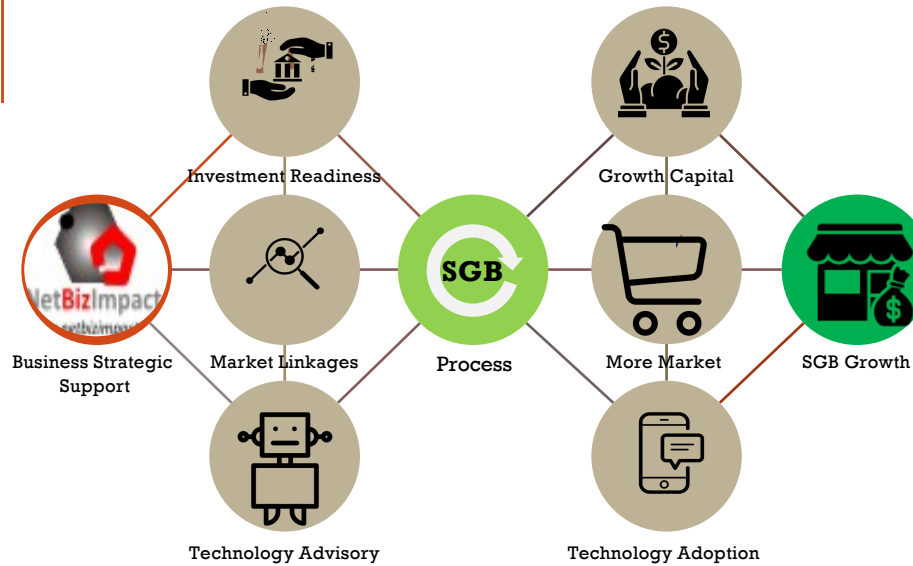 Investment Readiness
Growth Capital
NetBizImpact
netbizimpact
SGB
$
$
Business Strategic
Support
Market Linkages
Process
More Market
SGB Growth
Technology Advisory
Technology Adoption